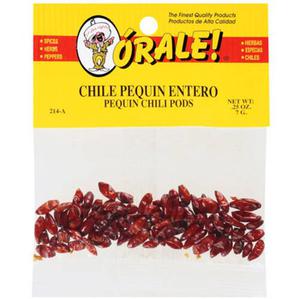 The Finest Quality Products
Productos de Alta Calidad
• SPICES
• HERBS
• PEPPERS
ÓRALE!
• HIERBAS
• ESPECIAS
• CHILES
CHILE PEQUIN ENTERO
PEQUIN CHILI PODS
214-A
NET WT:
.25 OZ.
7 G.